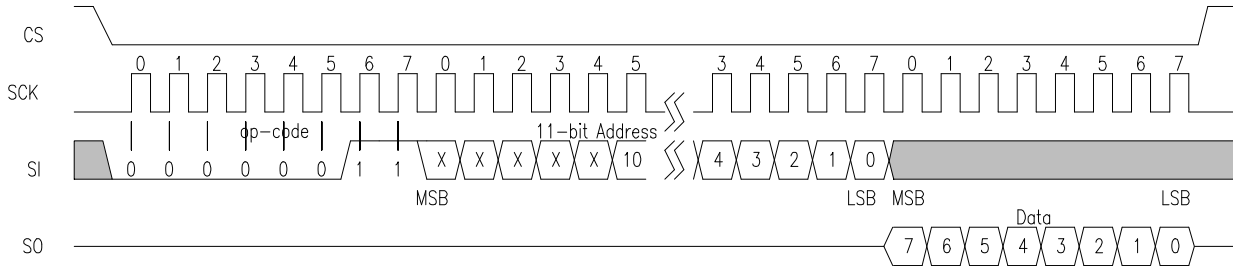 CS
0 1 2 3 4 5 6 7 0 1 2 3 4 5 3 4 5 6 7 0 1 2 3 4 5 6 7
SCK
op-code 11-bit Address
SI 0 0 0 0 0 0 1 1 X X X X X 10 4 3 2 1 0
MSB LSB MSB LSB
Data
SO 7 6 5 4 3 2 1 0